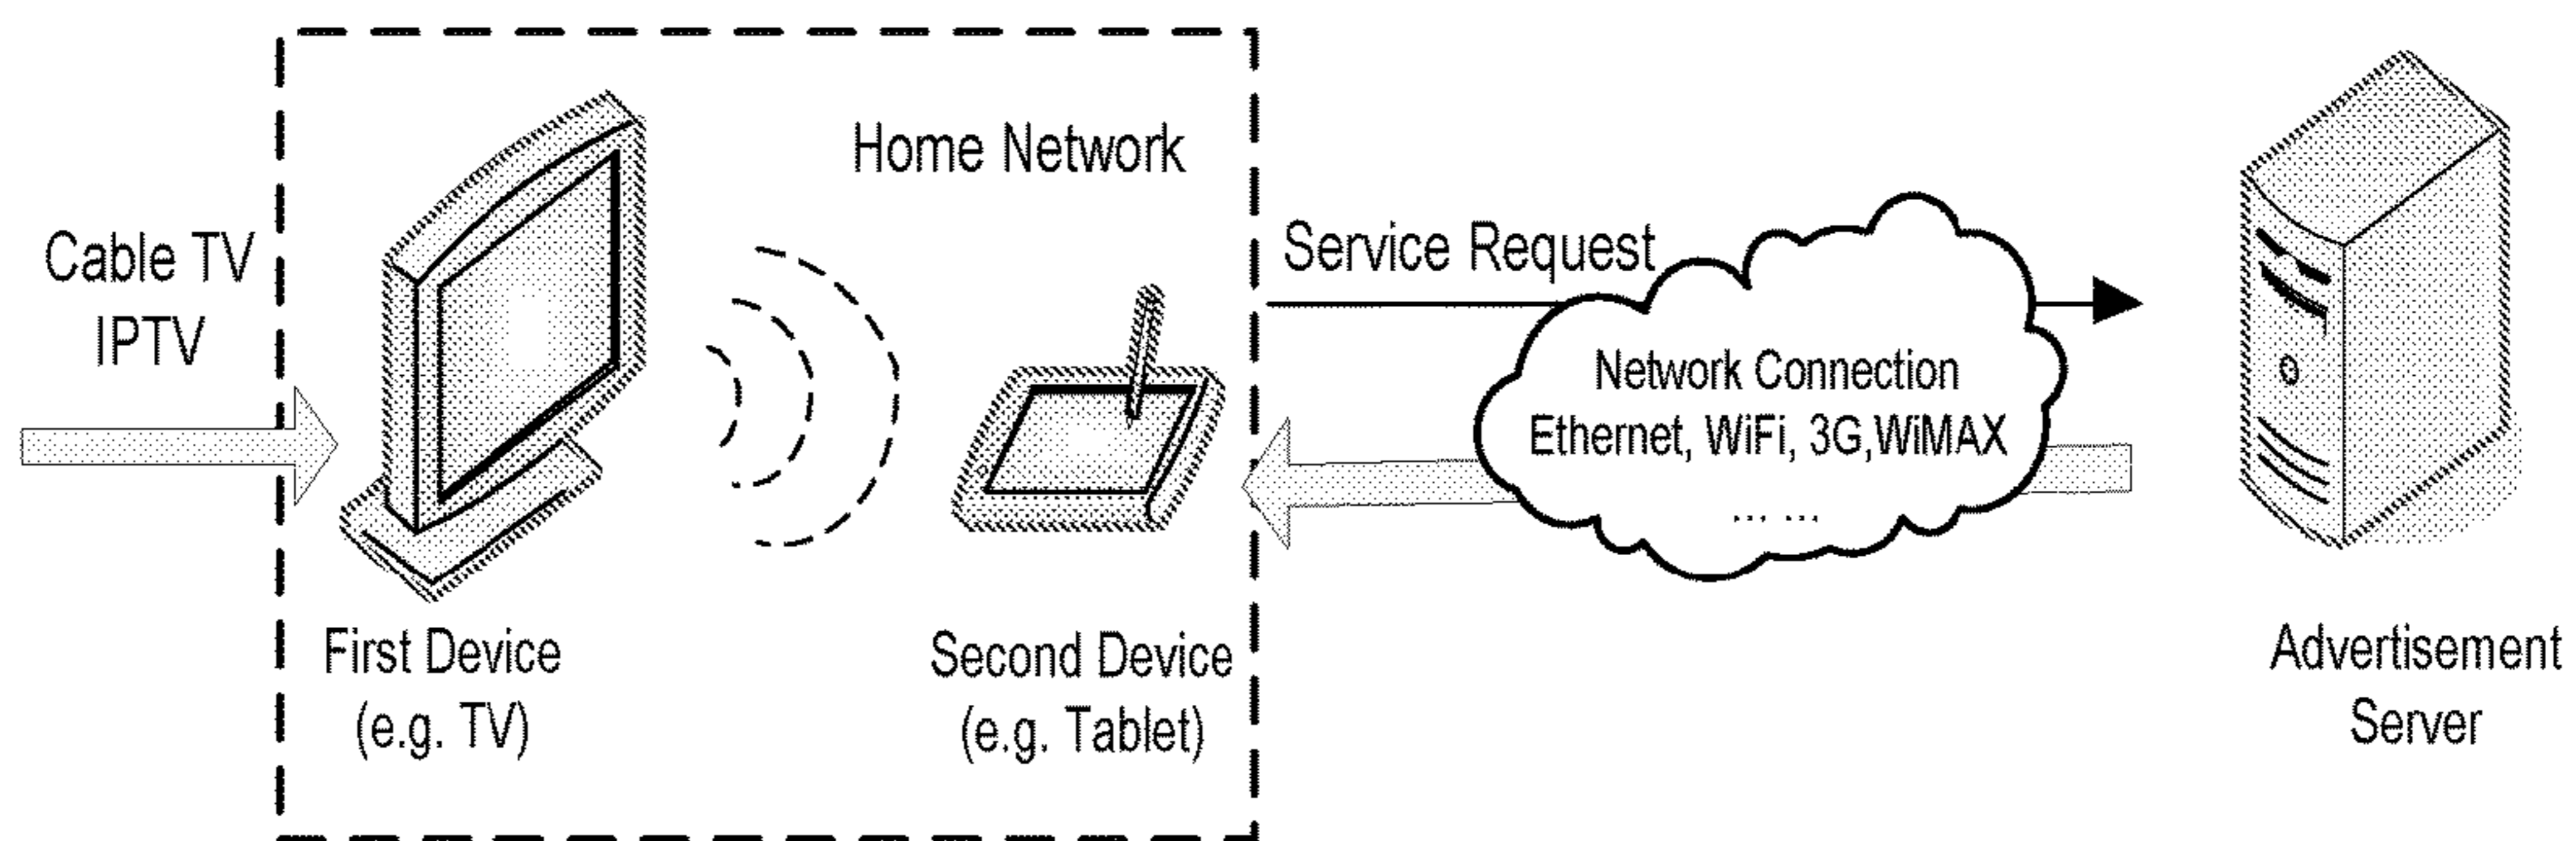 Home Network
Cable TV
IPTV
Service Request
Network Connection
Ethernet, WiFi, 3G,WiMAX
... ...
First Device
(e.g. TV)
Second Device
(e.g. Tablet)
Advertisement
Server